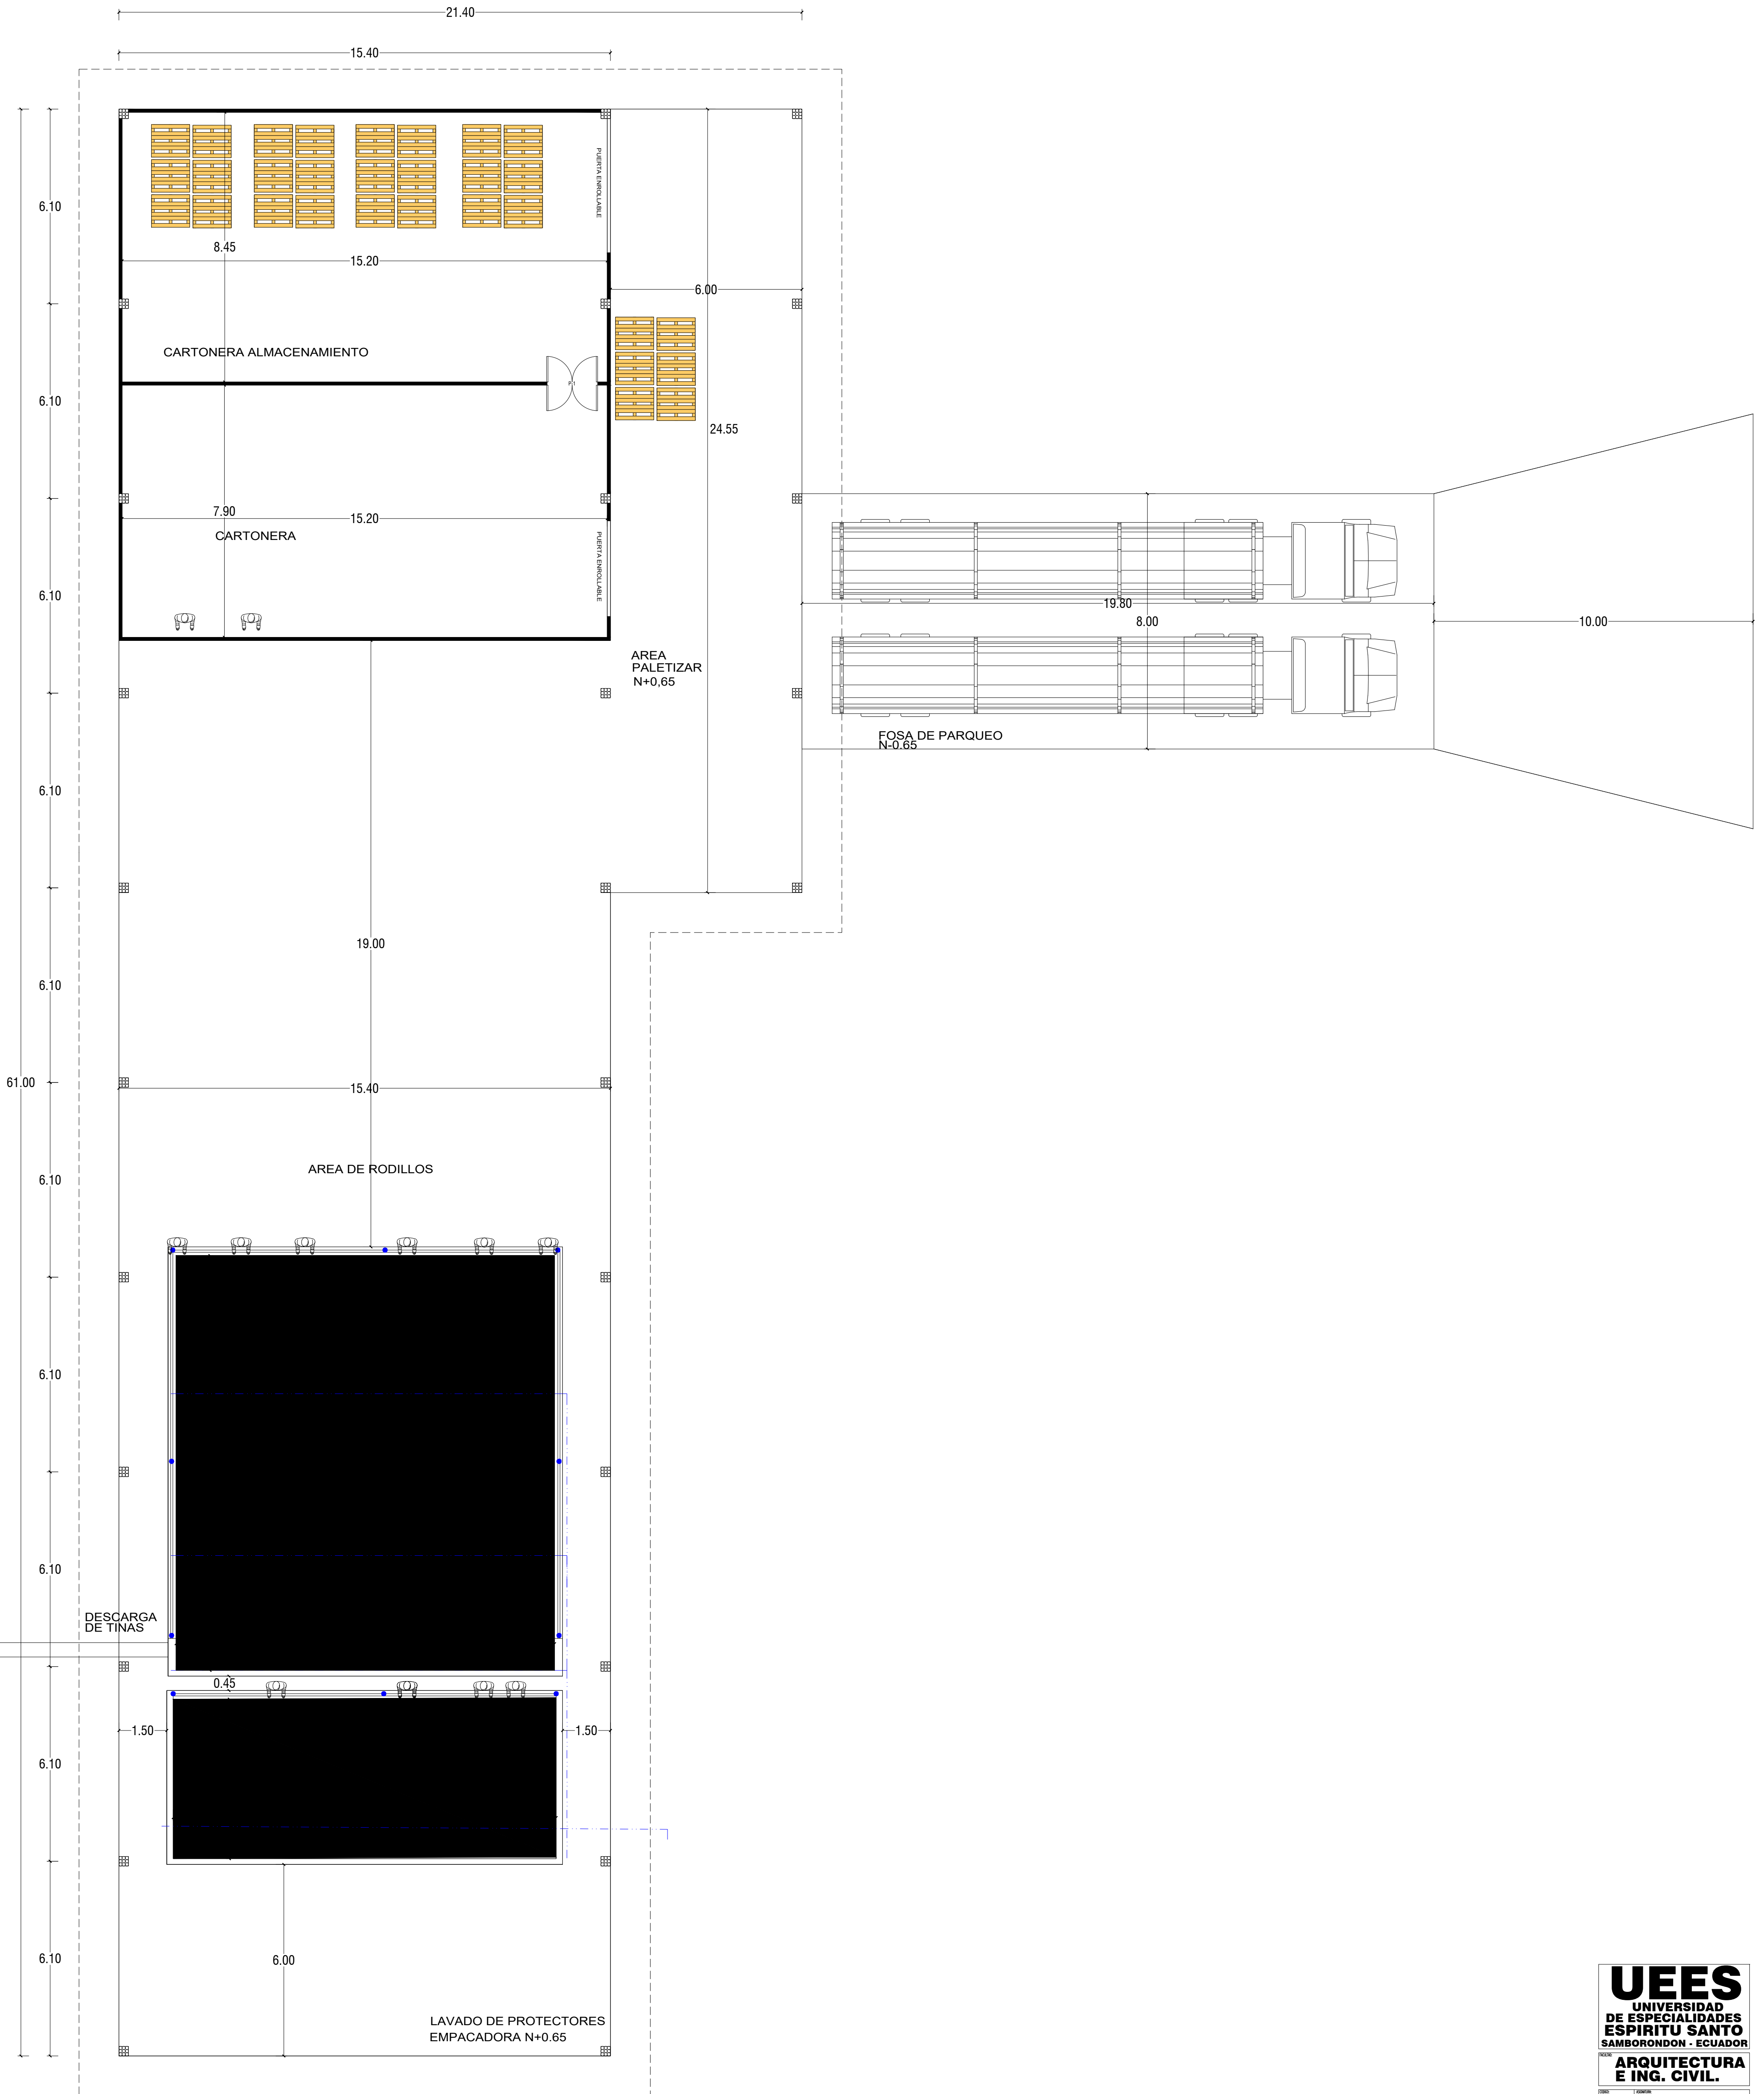 21.40
15.40
6.10
PUERTA ENROLLABLE
8.45
15.20
6.00
CARTONERA ALMACENAMIENTO
6.10
24.55
7.90
15.20
CARTONERA
PUERTA ENROLLABLE
6.10
19.80
8.00
10.00
AREA
PALETIZAR
N+0,65
FOSA DE PARQUEO
N-0.65
6.10
19.00
6.10
61.00
15.40
AREA DE RODILLOS
6.10
6.10
6.10
DESCARGA
DE TINAS
0.45
1.50
1.50
6.10
6.10
6.00
LAVADO DE PROTECTORES
EMPACADORA N+0.65
UEES
UNIVERSIDAD
DE ESPECIALIDADES
ESPIRITU SANTO
SAMBORONDON - ECUADOR
ARQUITECTURA
E ING. CIVIL.